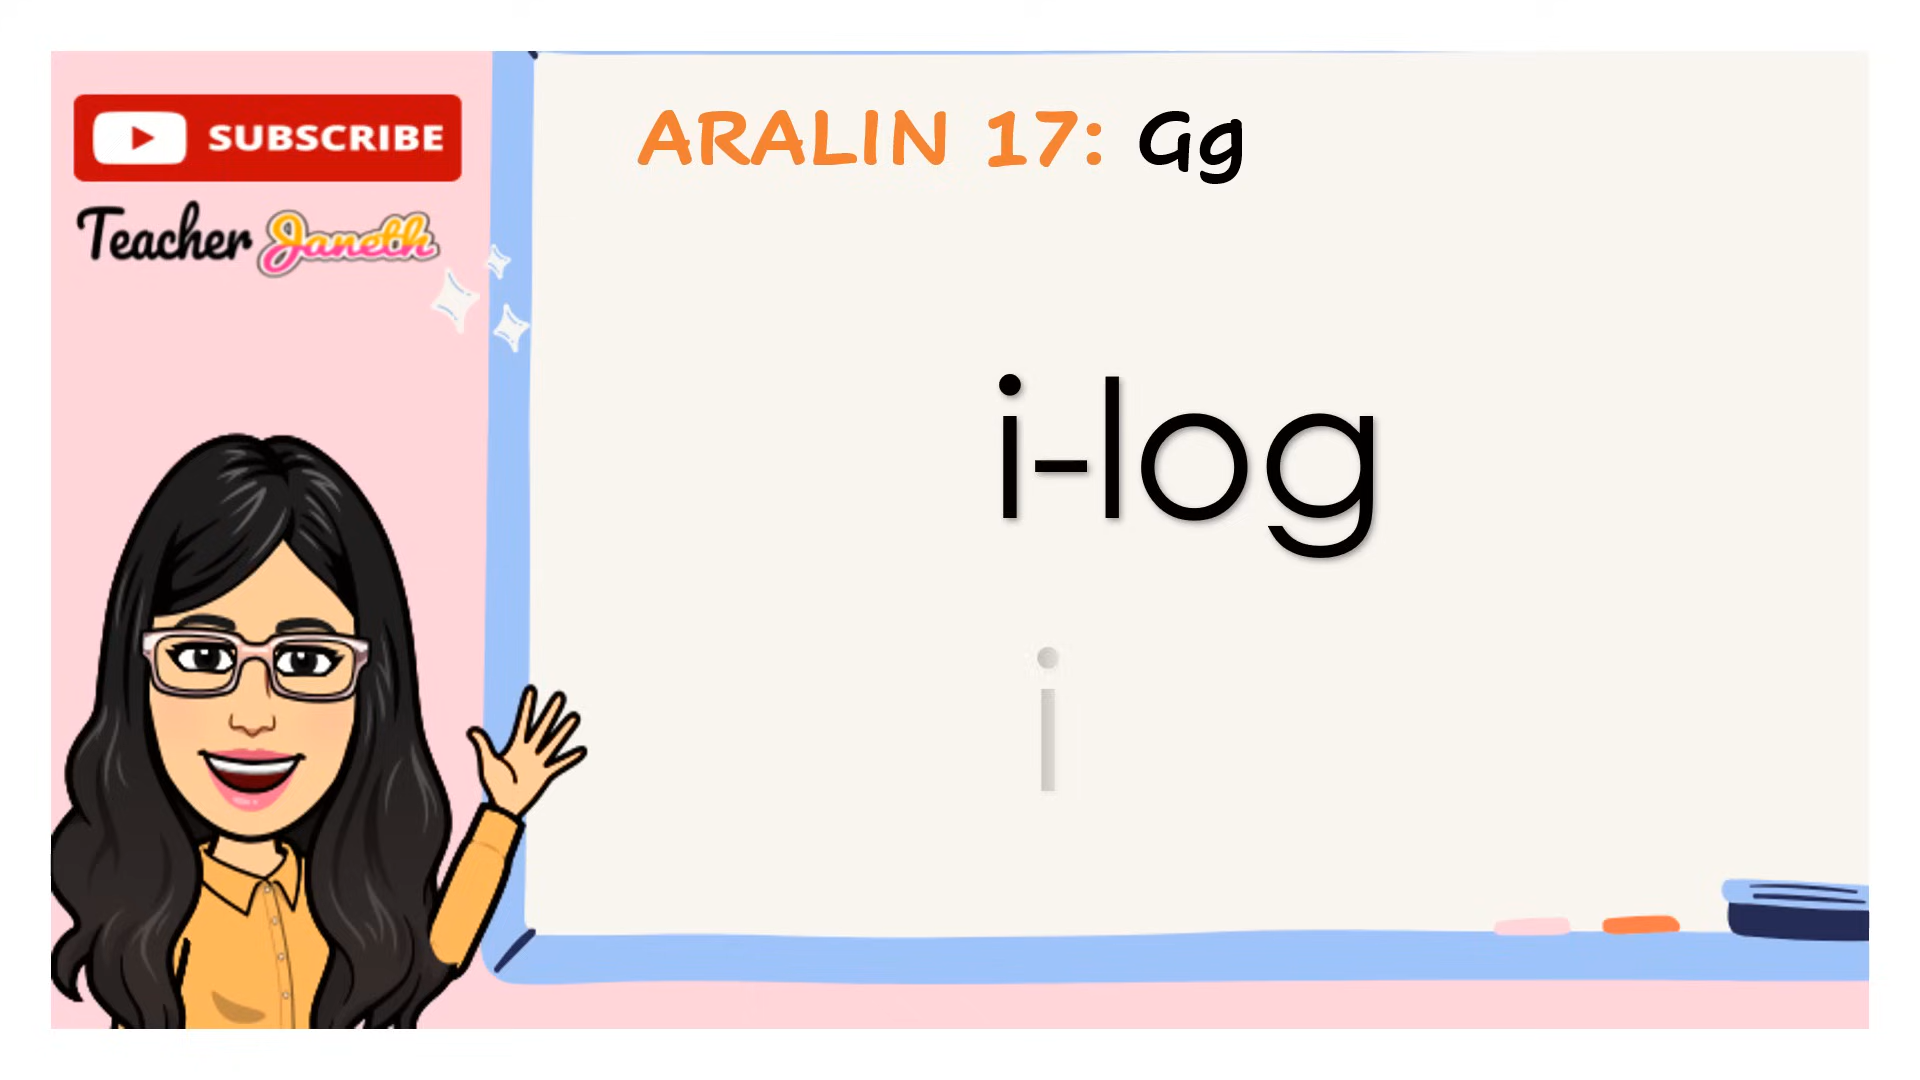 SUBSCRIBE
Teacher Janeth
ARALIN 17: Gg
i-log
i